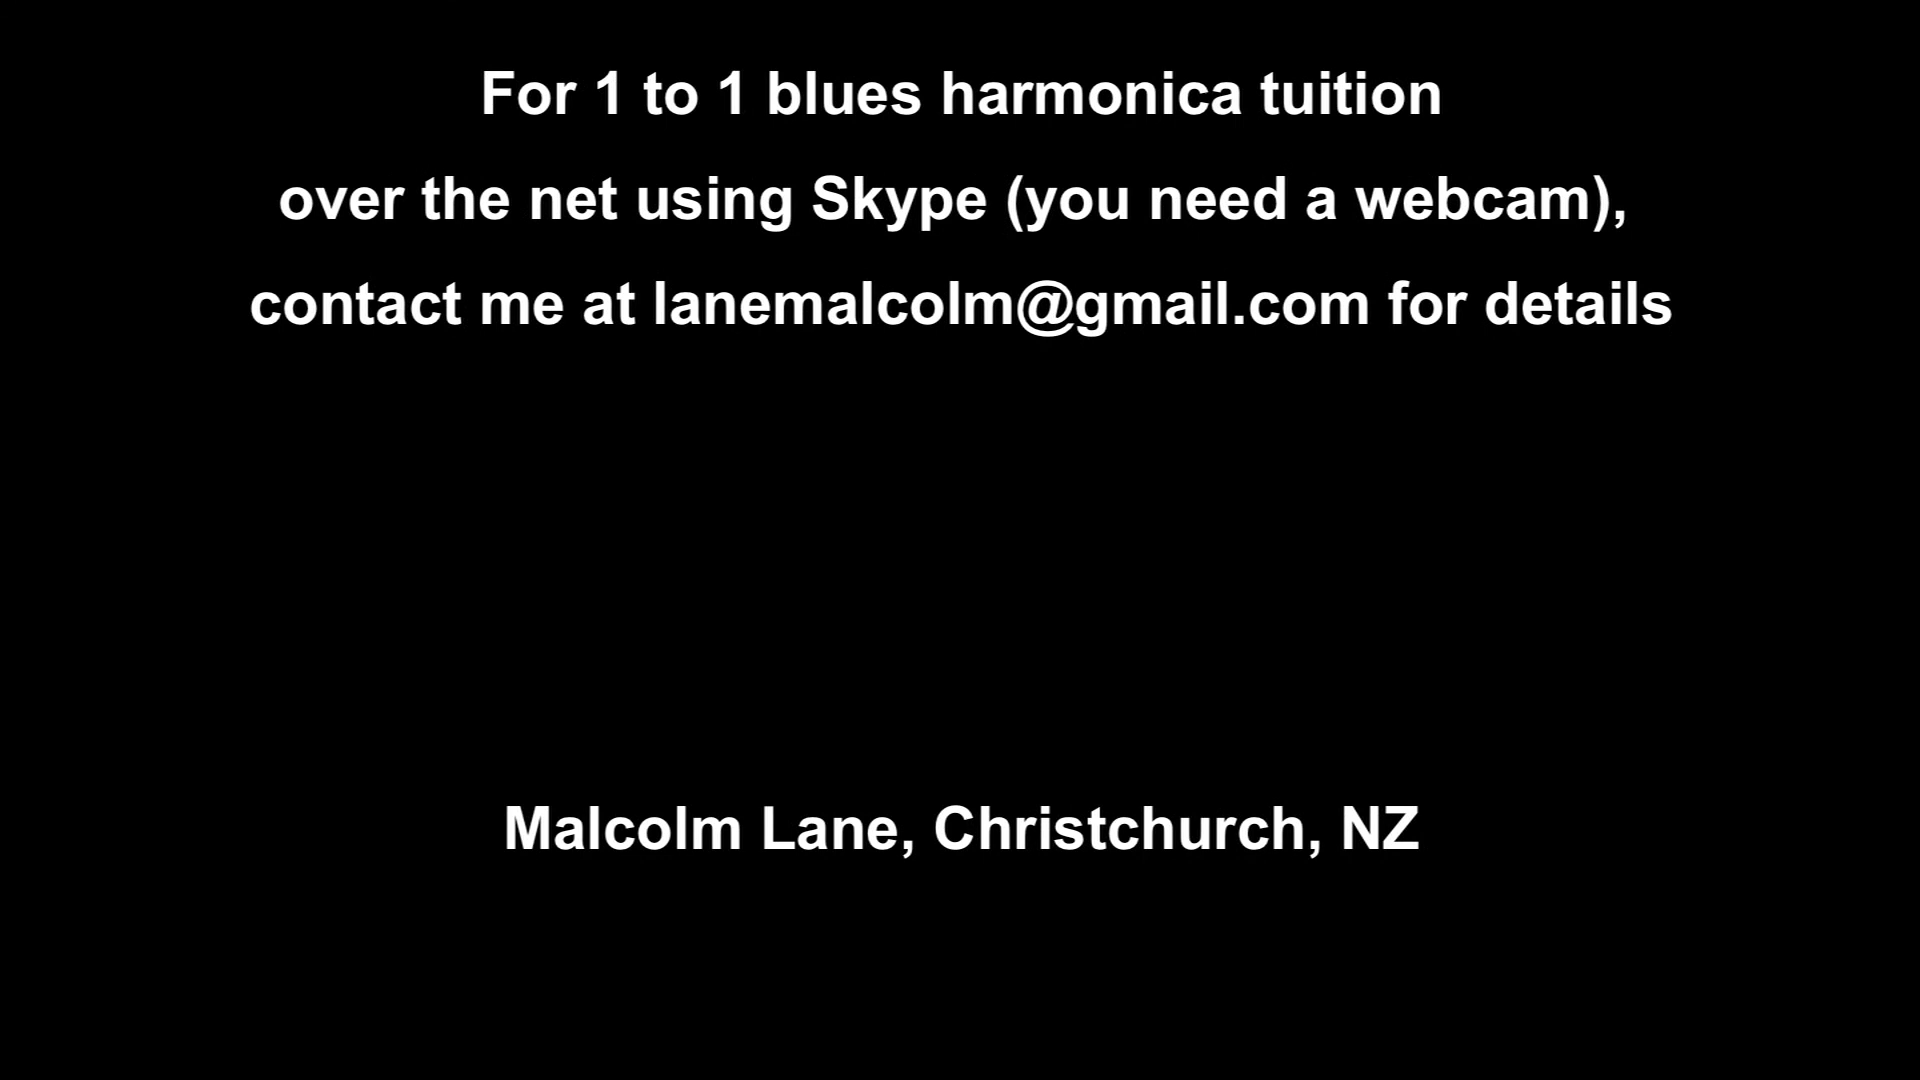 For 1 to 1 blues harmonica tuition
over the net using Skype (you need a webcam),
contact me at lanemalcolm@gmail.com for details
Malcolm Lane, Christchurch, NZ